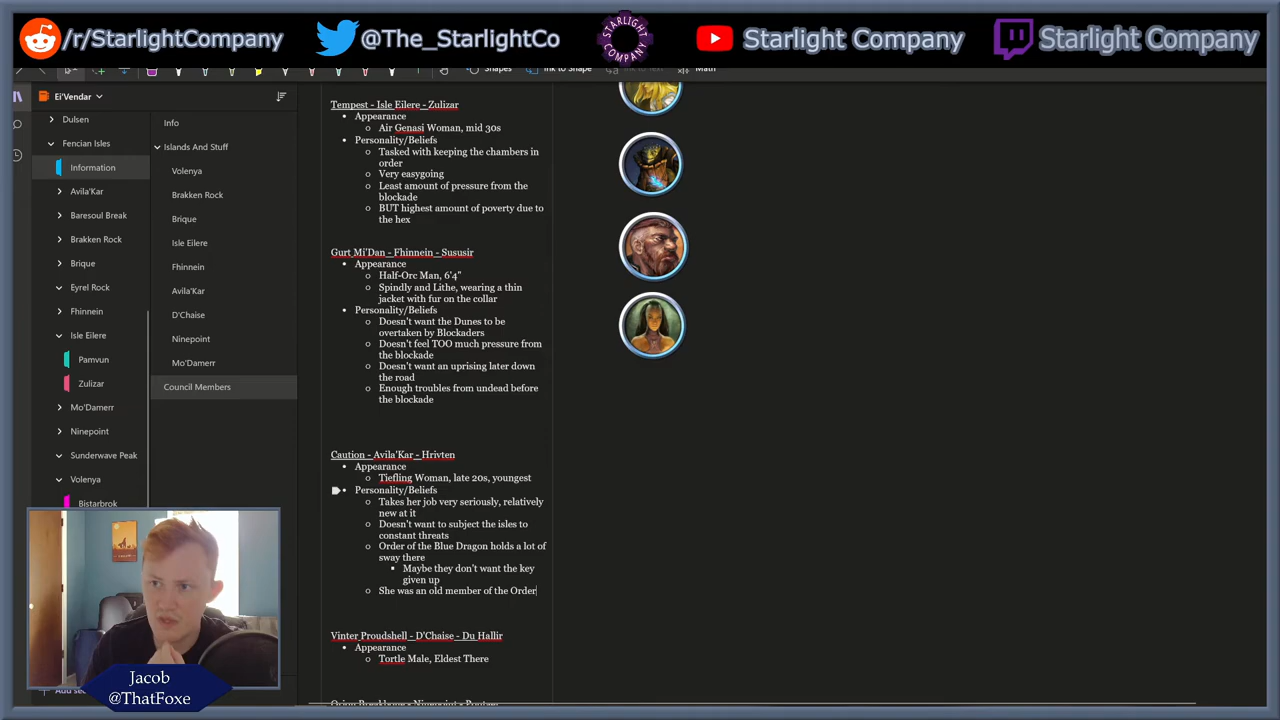 /r/StarlightCompany
@The_StarlightCo
STARLIGHT COMPANY
Starlight Company
Starlight Company
Shapes
Ink to Shape
Ink to Text
Math
Ei'Vendar
Dulsen
Fencian Isles
Information
Avila'Kar
Baresoul Break
Brakken Rock
Brique
Eyrel Rock
Fhinnein
Isle Eilere
Pamvun
Zulizar
Mo'Damerr
Ninepoint
Sunderwave Peak
Volenya
Bistarbrok
Add sec
Info
Islands And Stuff
Volenya
Brakken Rock
Brique
Isle Eilere
Fhinnein
Avila'Kar
D'Chaise
Ninepoint
Mo'Damerr
Council Members
Tempest - Isle Eilere - Zulizar
Appearance
Air Genasi Woman, mid 30s
Personality/Beliefs
Tasked with keeping the chambers in
order
Very easygoing
Least amount of pressure from the
blockade
BUT highest amount of poverty due to
the hex
Gurt Mi'Dan - Fhinnein - Sususir
Appearance
Half-Orc Man, 6'4"
Spindly and Lithe, wearing a thin
jacket with fur on the collar
Personality/Beliefs
Doesn't want the Dunes to be
overtaken by Blockaders
Doesn't feel TOO much pressure from
the blockade
Doesn't want an uprising later down
the road
Enough troubles from undead before
the blockade
Caution - Avila'Kar - Hrivten
Appearance
Tiefling Woman, late 20s, youngest
Personality/Beliefs
Takes her job very seriously, relatively
new at it
Doesn't want to subject the isles to
constant threats
Order of the Blue Dragon holds a lot of
sway there
Maybe they don't want the key
given up
She was an old member of the Order
Vinter Proudshell - D'Chaise - Du Hallir
Appearance
Tortle Male, Eldest There
Jacob
@ThatFoxe